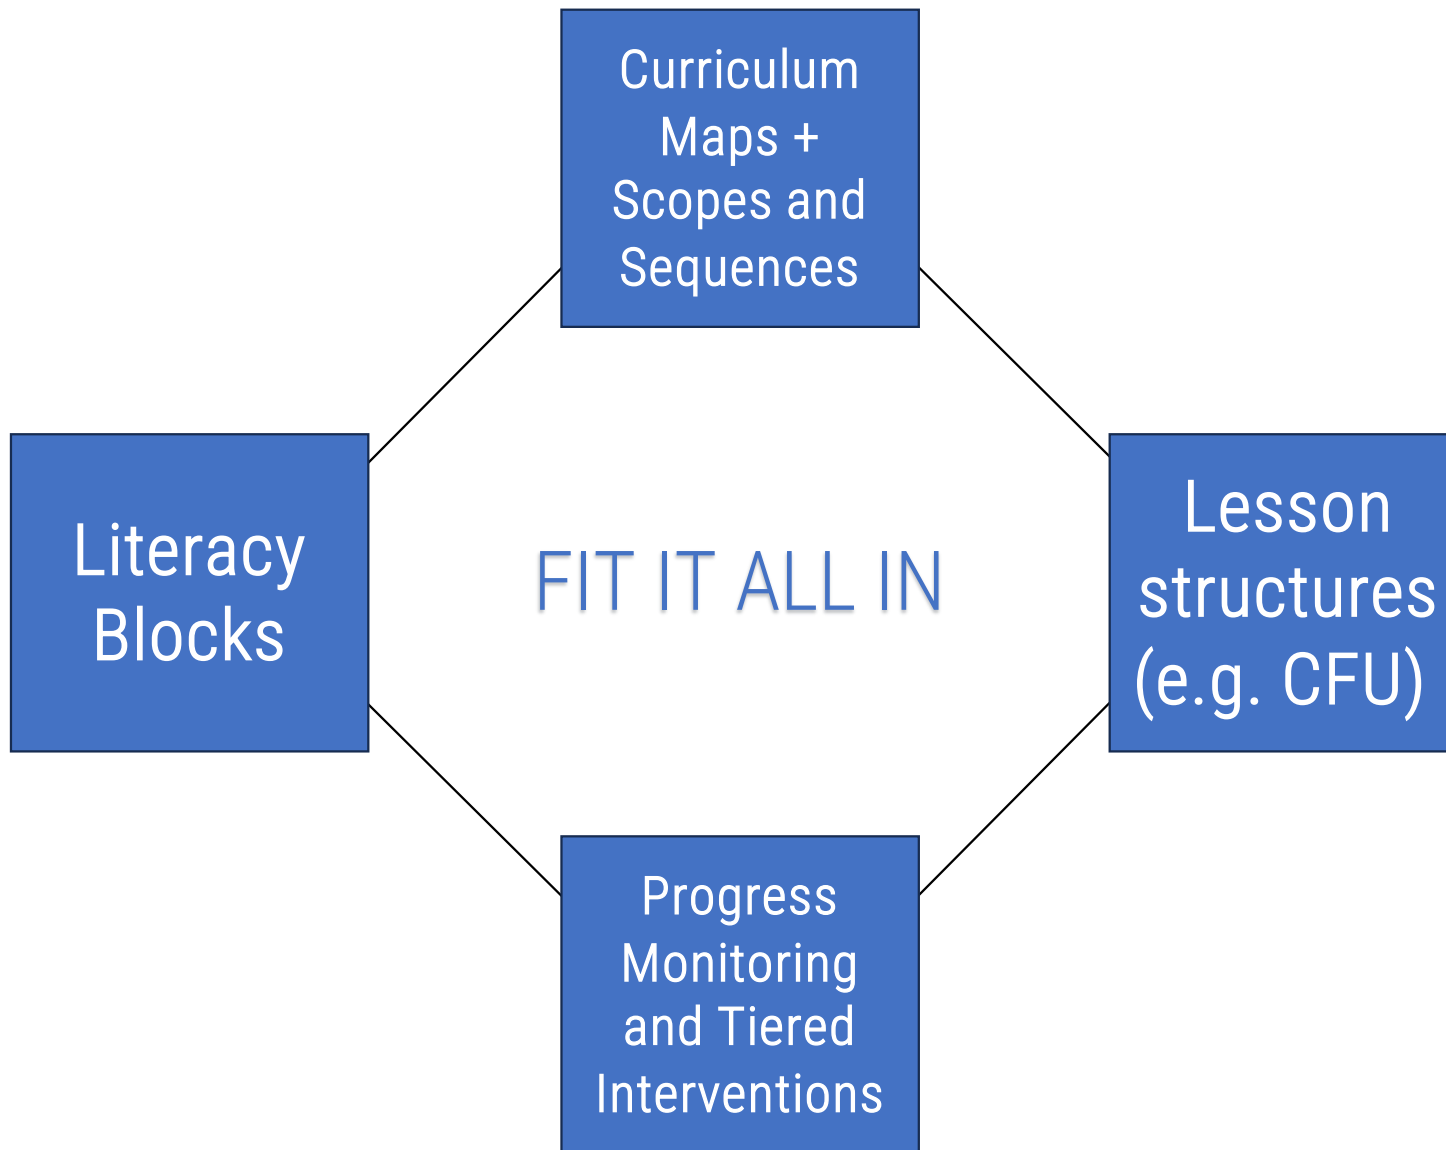 Curriculum
Maps +
Scopes and
Sequences
Literacy
Blocks
FIT IT ALL IN
Lesson
structures
(e.g. CFU)
Progress
Monitoring
and Tiered
Interventions